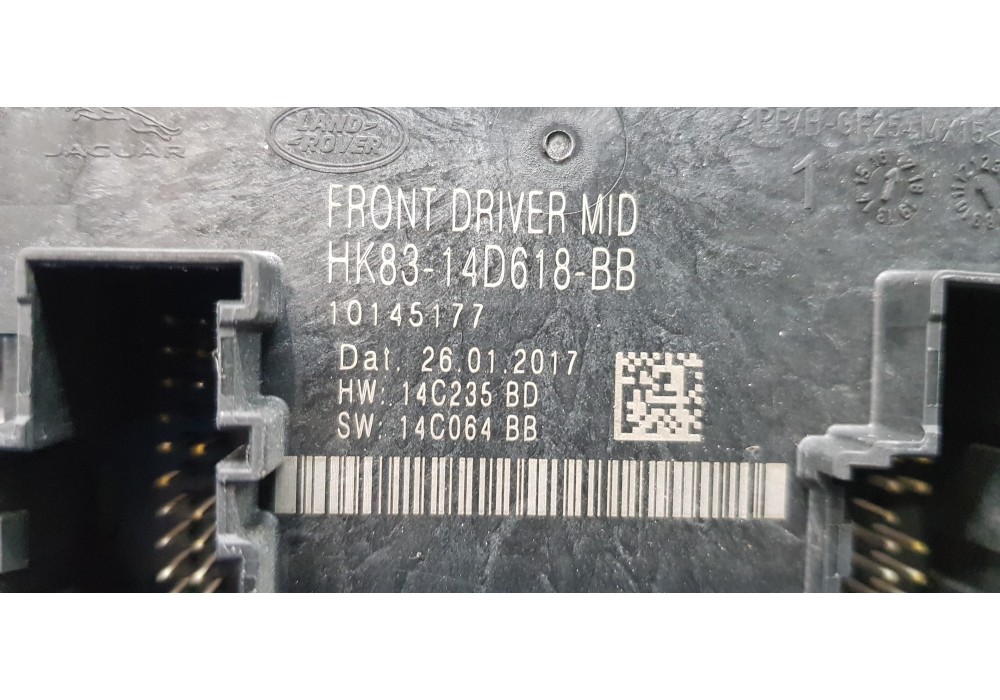 JAGUAR
LAND-
ROVER
FRONT DRIVER MID
HK83-14D618-BB
10145177
Dat. 26.01.2017
HW: 14C235 BD
SW: 14C064 BB
1